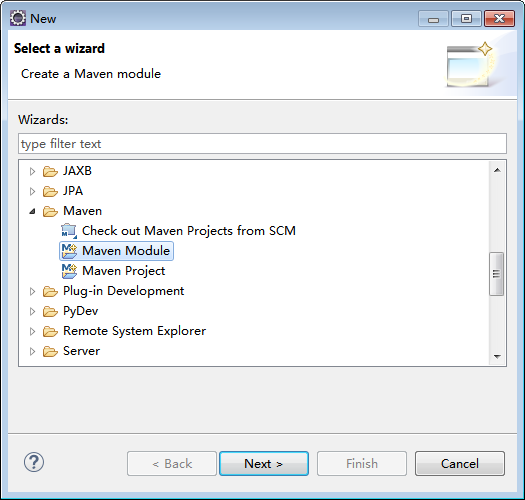 New
Select a wizard
Create a Maven module
Wizards:
type filter text
JAXB
JPA
Maven
Check out Maven Projects from SCM
Maven Module
Maven Project
Plug-in Development
PyDev
Remote System Explorer
Server
?
< Back
Next >
Finish
Cancel